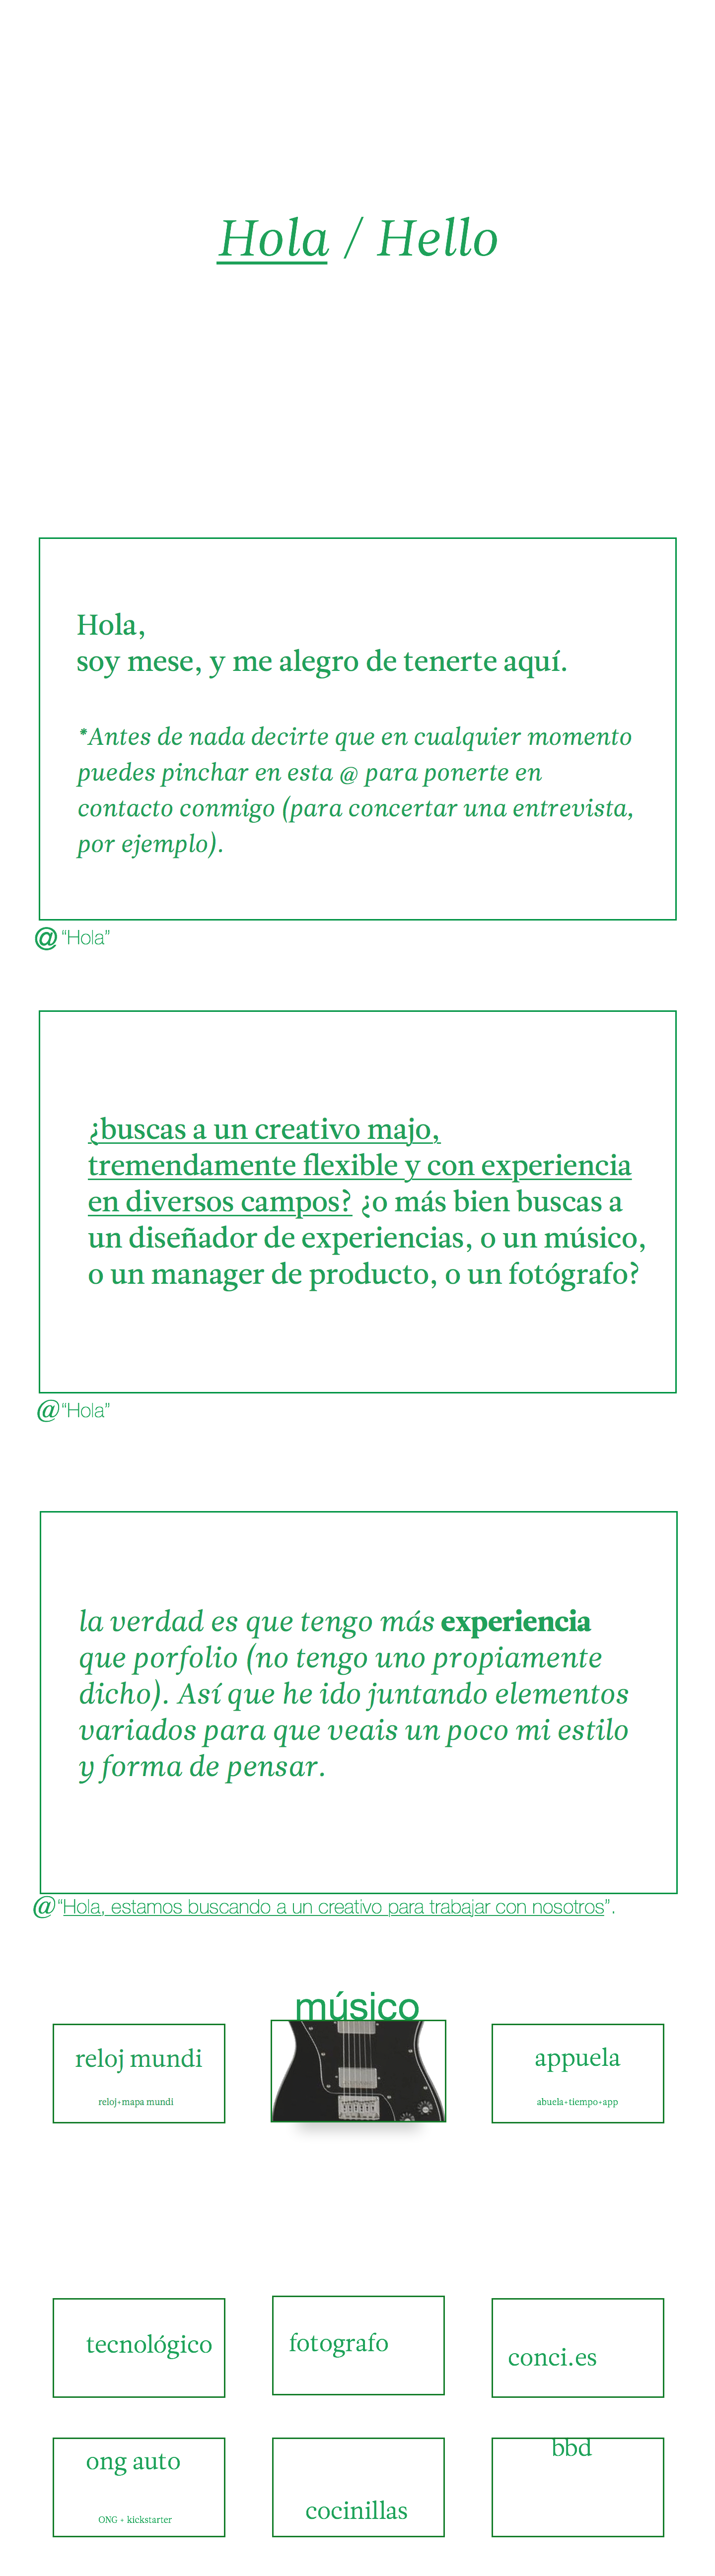 Hola / Hello
Hola,
soy mese, y me alegro de tenerte aquí.
*Antes de nada decirte que en cualquier momento
puedes pinchar en esta @ para ponerte en
contacto conmigo (para concertar una entrevista,
por ejemplo).
@ “Hola”
¿buscas a un creativo majo,
tremendamente flexible y con experiencia
en diversos campos? ¿o más bien buscas a
un diseñador de experiencias, o un músico,
o un manager de producto, o un fotógrafo?
@ “Hola”
la verdad es que tengo más experiencia
que porfolio (no tengo uno propiamente
dicho). Así que he ido juntando elementos
variados para que veais un poco mi estilo
y forma de pensar.
@ “Hola, estamos buscando a un creativo para trabajar con nosotros”.
músico
reloj mundi
reloj+mapa mundi
appuela
abuela+tiempo+app
tecnológico
fotografo
conci.es
ong auto
ONG + kickstarter
cocinillas
bbd